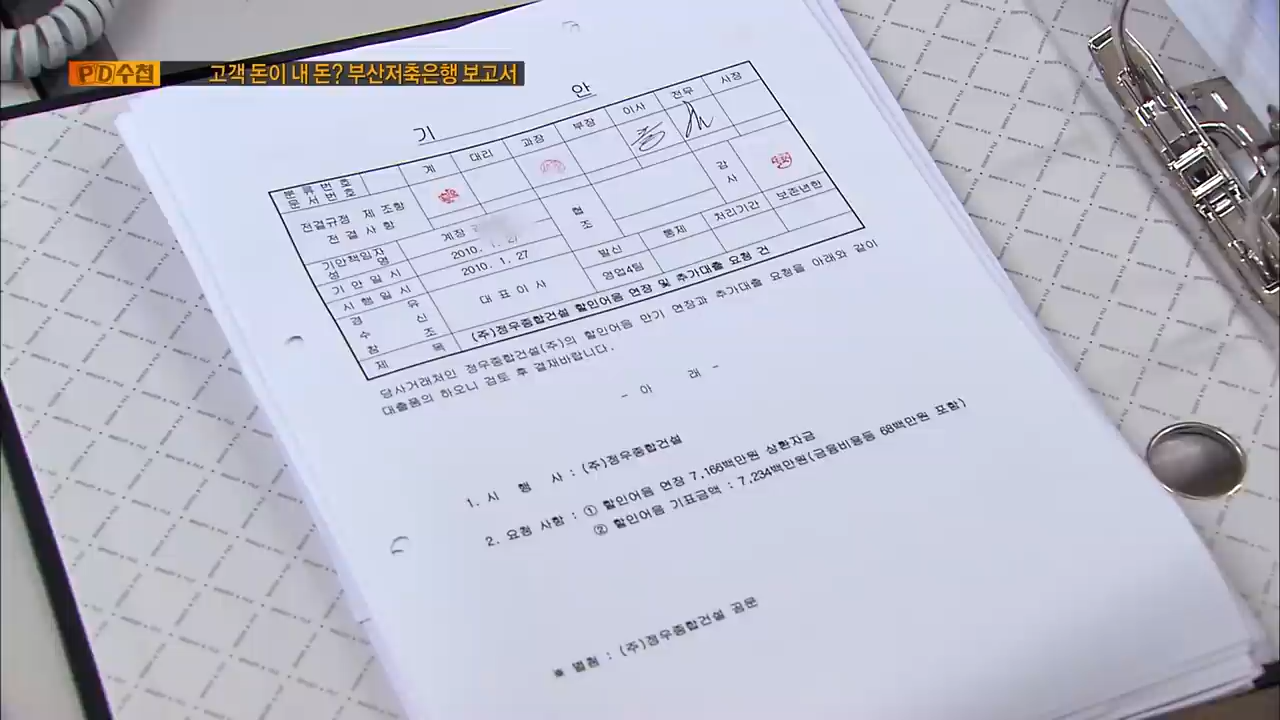 PD수첩 고객 돈이 내 돈? 부산저축은행 보고서
기 안
분류번호
문서번호
계 대리 과장 부장 이사 전무 사장
전결규정 제 조항
전결사항
협조
감사
기안책임자
성 명
계장
기안일시 2010. 1. 27
시행일시 2010. 1. 27
발신 통제 처리기간 보존년한
경 유
수 신 대표이사 영업4팀
참 조
제 목 (주)정우종합건설 할인어음 연장 및 추가대출 요청 건
당사거래처인 정우종합건설(주)의 할인어음 만기 연장과 추가대출 요청을 아래와 같이
대출품의 하오니 검토 후 결재바랍니다.
- 아 래 -
1. 시 행 사 : (주)정우종합건설
2. 요청 사항 : ① 할인어음 연장 7,166백만원 상환자금
② 할인어음 기표금액 : 7,234백만원(금융비용등 68백만원 포함)
※ 별첨 : (주)정우종합건설 공문